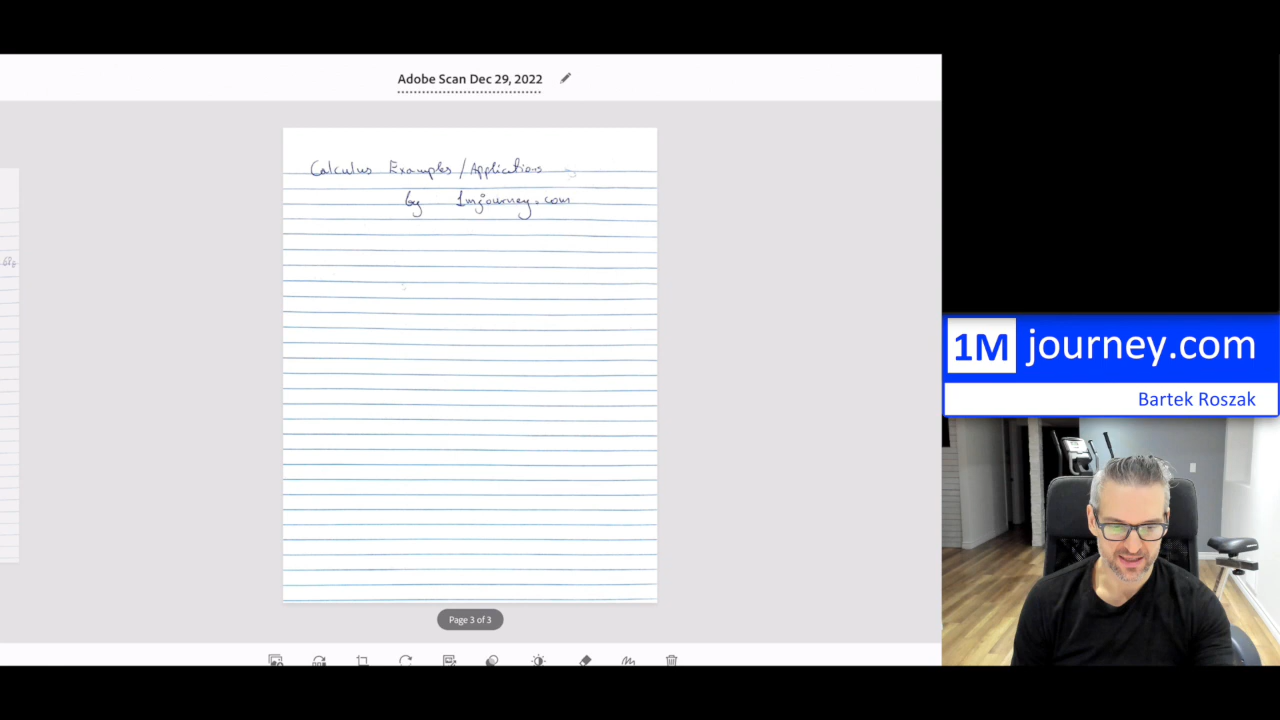 Adobe Scan Dec 29, 2022
Calculus Examples / Applications
by 1mjourney.com
Page 3 of 3
1M journey.com
Bartek Roszak